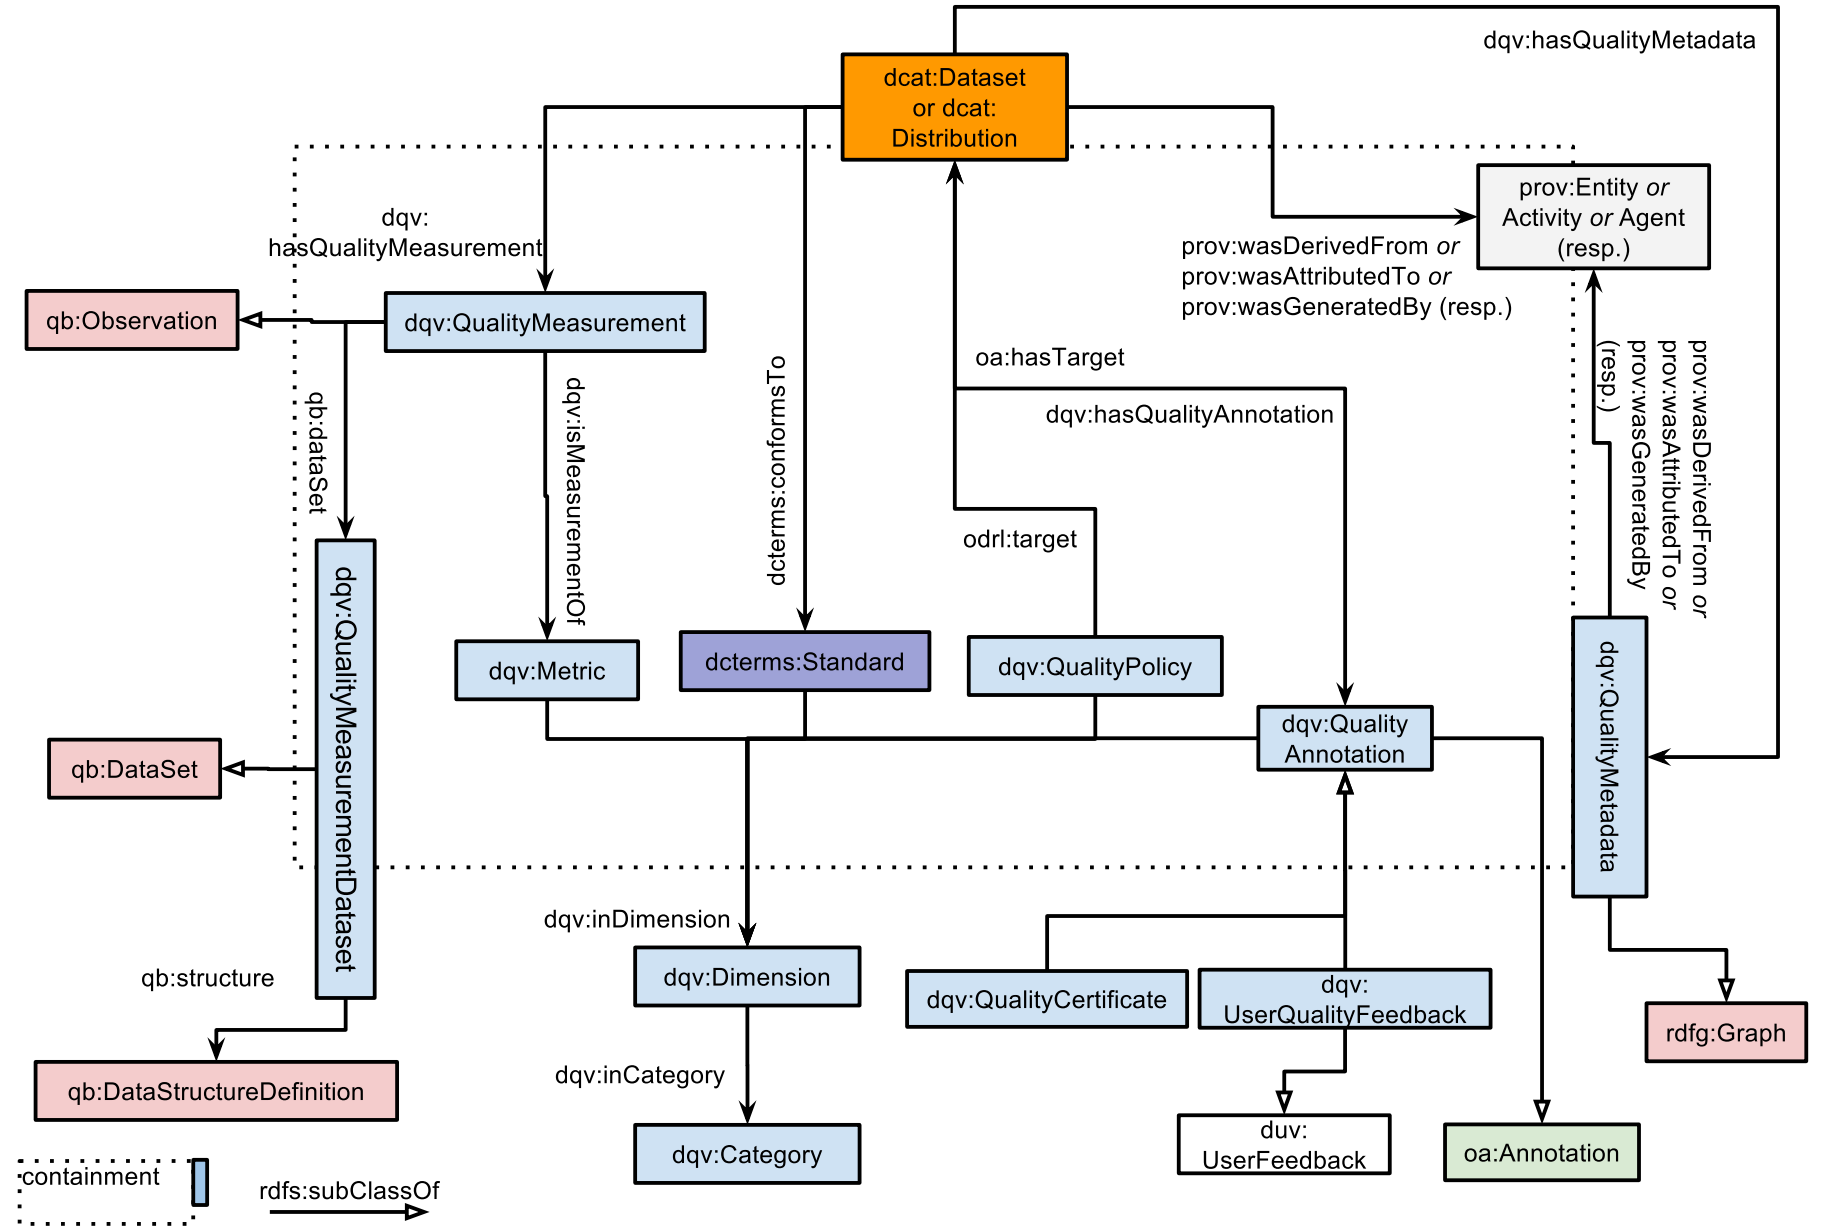 dqv:hasQualityMetadata
dcat:Dataset
or dcat:
Distribution
prov:Entity or
Activity or Agent
(resp.)
dqv:
hasQualityMeasurement
prov:wasDerivedFrom or
prov:wasAttributedTo or
prov:wasGeneratedBy (resp.)
qb:Observation
dqv:QualityMeasurement
oa:hasTarget
dqv:hasQualityAnnotation
prov:wasDerivedFrom or
prov:wasAttributedTo or
prov:wasGeneratedBy
(resp.)
qb:dataSet
dqv:isMeasurementOf
dcterms:conformsTo
odrl:target
dqv:QualityMeasurementDataset
dqv:Metric
dcterms:Standard
dqv:QualityPolicy
dqv:Quality
Annotation
dqv:QualityMetadata
qb:DataSet
dqv:inDimension
qb:structure
dqv:Dimension
dqv:QualityCertificate
dqv:
UserQualityFeedback
rdfg:Graph
qb:DataStructureDefinition
dqv:inCategory
dqv:Category
duv:
UserFeedback
oa:Annotation
containment
rdfs:subClassOf